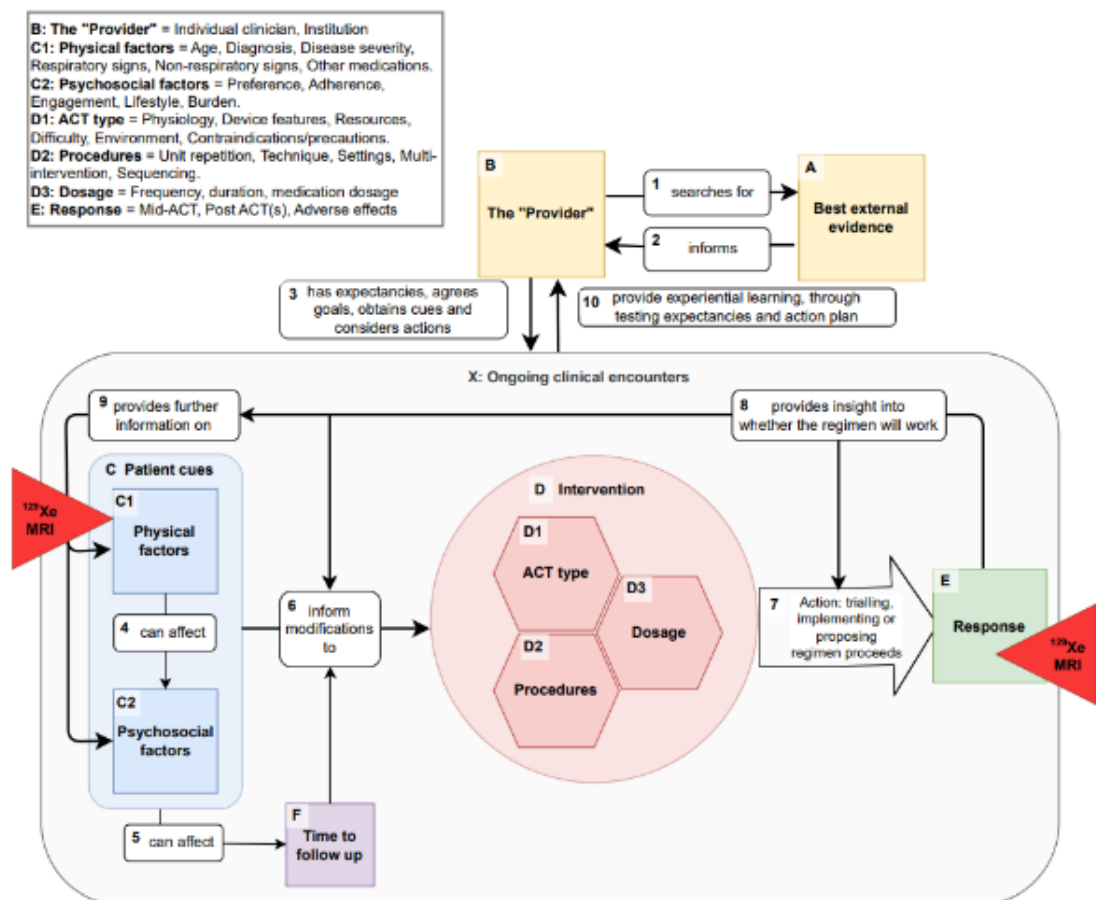 B: The "Provider" = Individual clinician, Institution
C1: Physical factors = Age, Diagnosis, Disease severity,
Respiratory signs, Non-respiratory signs, Other medications.
C2: Psychosocial factors = Preference, Adherence,
Engagement, Lifestyle, Burden.
D1: ACT type = Physiology, Device features, Resources,
Difficulty, Environment, Contraindications/precautions.
D2: Procedures = Unit repetition, Technique, Settings, Multi-
intervention, Sequencing.
D3: Dosage = Frequency, duration, medication dosage
E: Response = Mid-ACT, Post ACT(s), Adverse effects
B
The "Provider"
1 searches for
2 informs
A
Best external
evidence
3 has expectancies, agrees
goals, obtains cues and
considers actions
10 provide experiential learning, through
testing expectancies and action plan
X: Ongoing clinical encounters
9 provides further
information on
8 provides insight into
whether the regimen will work
C Patient cues
C1
Physical
factors
¹²⁹Xe
MRI
4 can affect
C2
Psychosocial
factors
5 can affect
F
Time to
follow up
6 inform
modifications
to
D Intervention
D1
ACT type
D3
Dosage
D2
Procedures
7 Action: trialling,
implementing or
proposing
regimen proceeds
E
Response
¹²⁹Xe
MRI